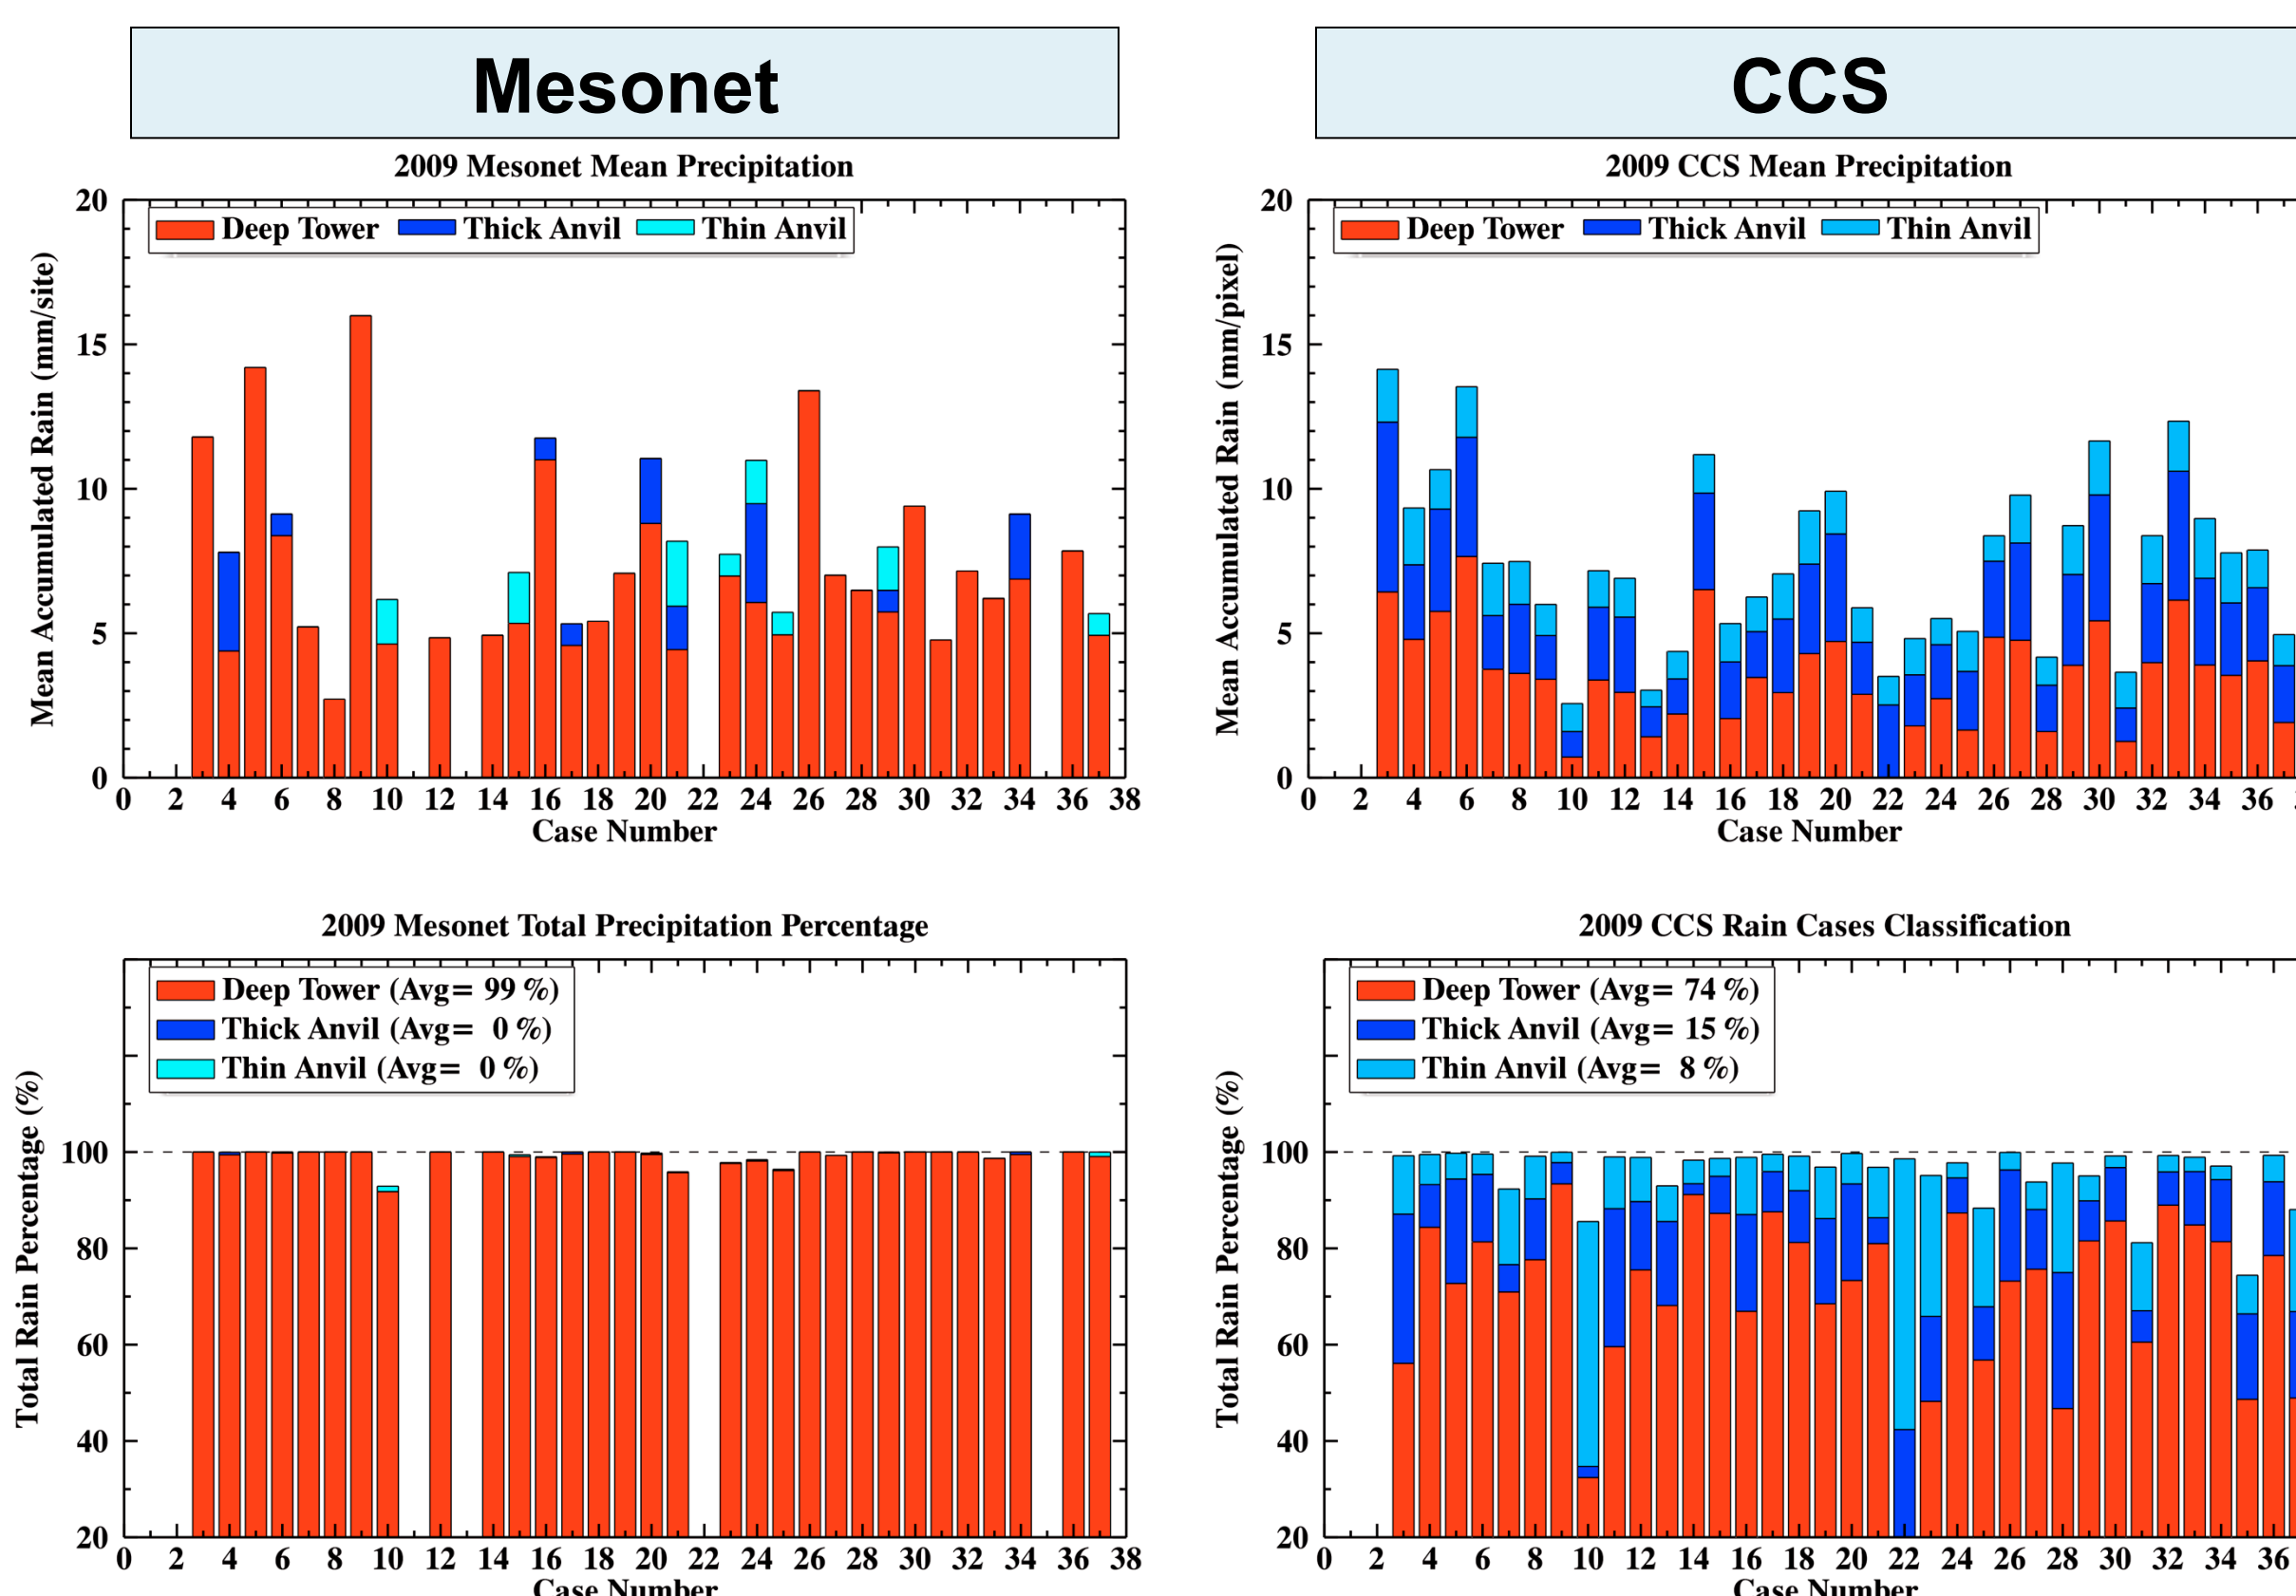 Mesonet
2009 Mesonet Mean Precipitation
Deep Tower Thick Anvil Thin Anvil
Mean Accumulated Rain (mm/site)
20
15
10
5
0
0 2 4 6 8 10 12 14 16 18 20 22 24 26 28 30 32 34 36 38
Case Number
CCS
2009 CCS Mean Precipitation
Deep Tower Thick Anvil Thin Anvil
Mean Accumulated Rain (mm/pixel)
20
15
10
5
0
0 2 4 6 8 10 12 14 16 18 20 22 24 26 28 30 32 34 36
Case Number
2009 Mesonet Total Precipitation Percentage
Deep Tower (Avg= 99 %)
Thick Anvil (Avg= 0 %)
Thin Anvil (Avg= 0 %)
Total Rain Percentage (%)
100
80
60
40
20
0 2 4 6 8 10 12 14 16 18 20 22 24 26 28 30 32 34 36 38
Case Number
2009 CCS Rain Cases Classification
Deep Tower (Avg= 74 %)
Thick Anvil (Avg= 15 %)
Thin Anvil (Avg= 8 %)
Total Rain Percentage (%)
100
80
60
40
20
0 2 4 6 8 10 12 14 16 18 20 22 24 26 28 30 32 34 36
Case Number